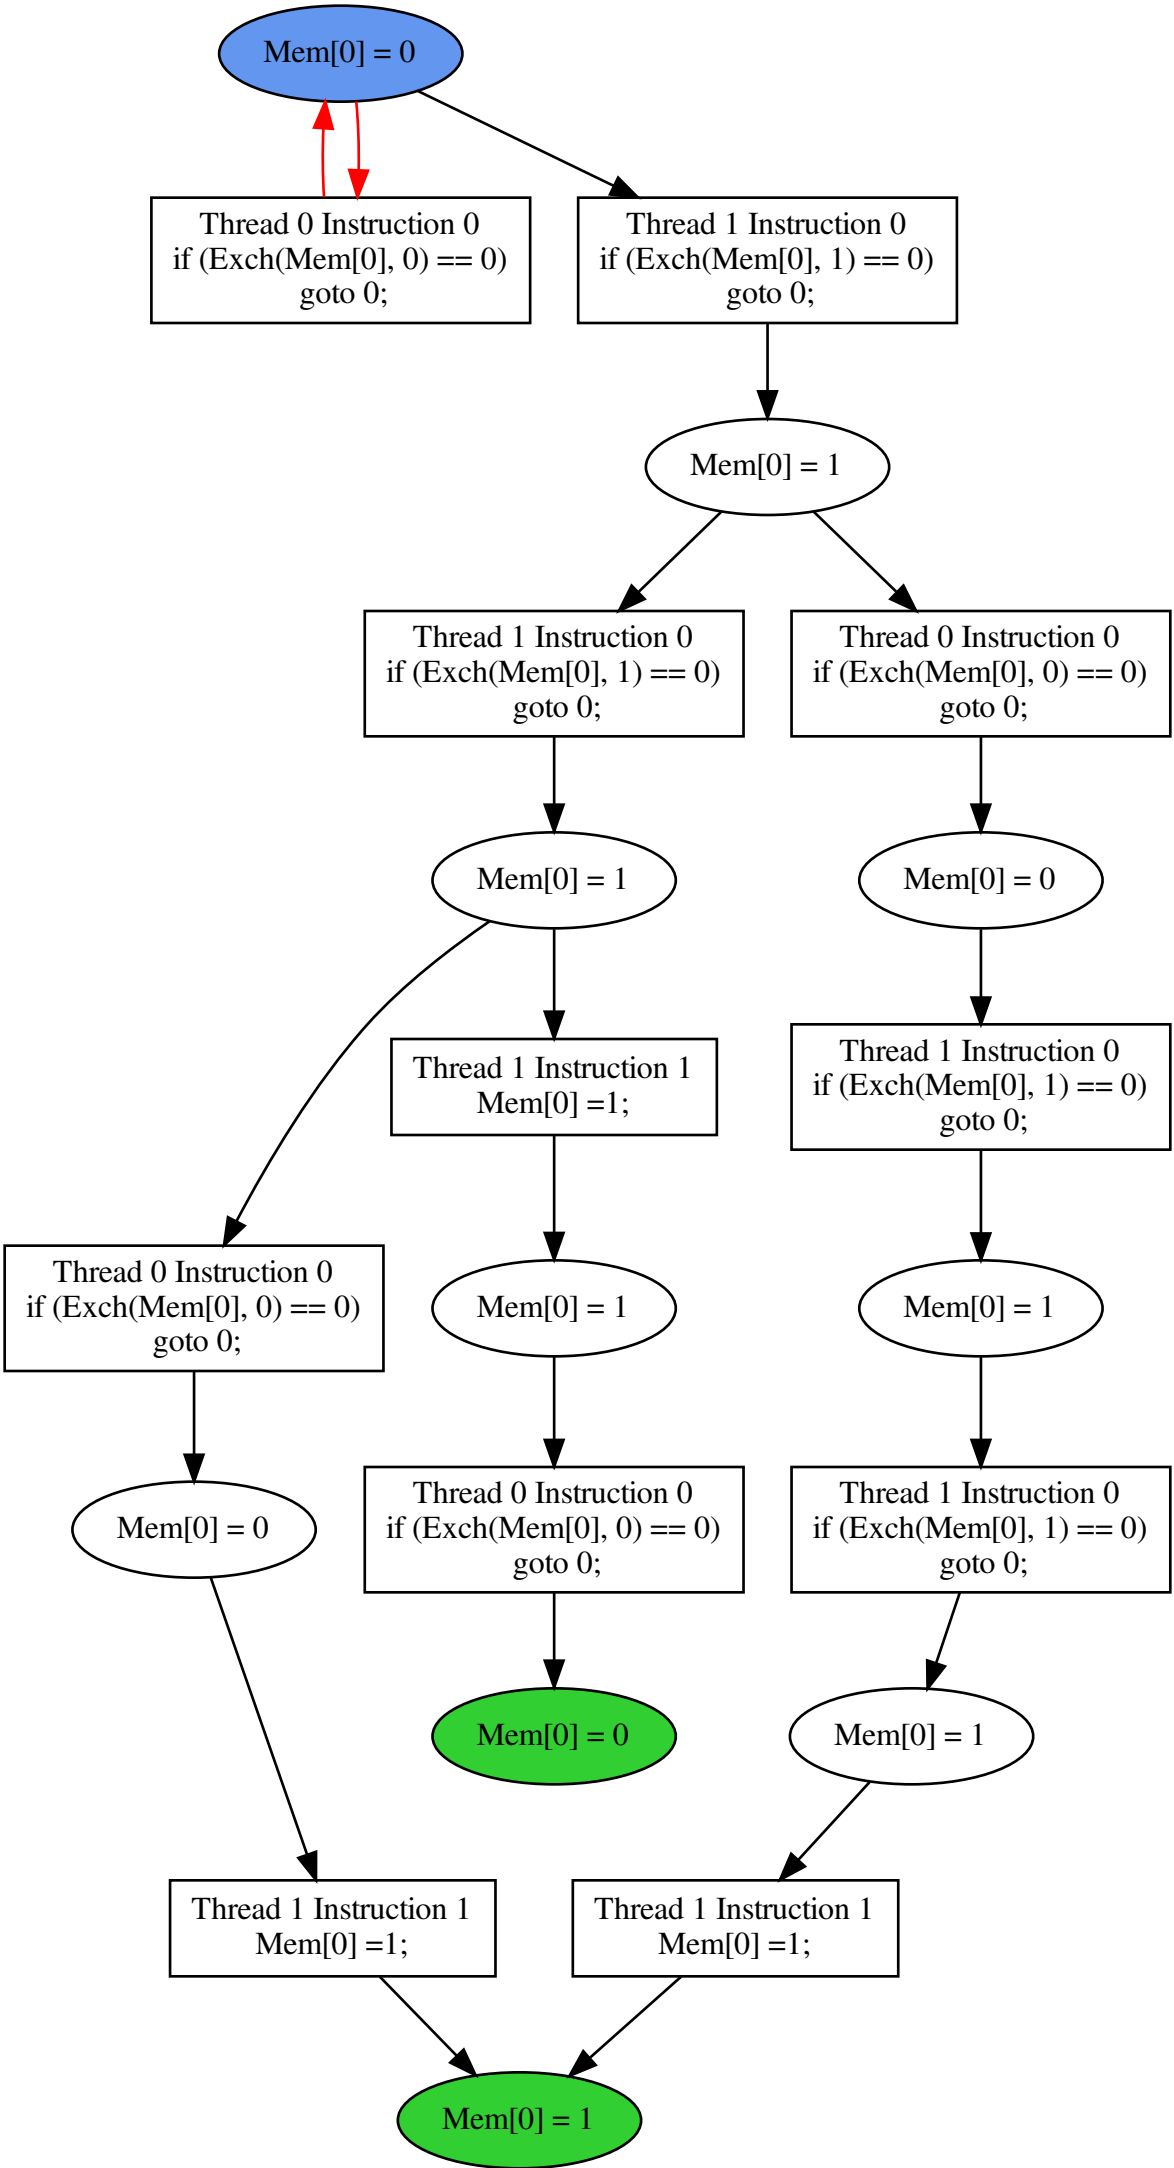 Mem[0] = 0
Thread 0 Instruction 0
if (Exch(Mem[0], 0) == 0)
goto 0;
Thread 1 Instruction 0
if (Exch(Mem[0], 1) == 0)
goto 0;
Mem[0] = 1
Thread 1 Instruction 0
if (Exch(Mem[0], 1) == 0)
goto 0;
Thread 0 Instruction 0
if (Exch(Mem[0], 0) == 0)
goto 0;
Mem[0] = 1
Mem[0] = 0
Thread 1 Instruction 1
Mem[0] =1;
Thread 1 Instruction 0
if (Exch(Mem[0], 1) == 0)
goto 0;
Thread 0 Instruction 0
if (Exch(Mem[0], 0) == 0)
goto 0;
Mem[0] = 1
Mem[0] = 1
Mem[0] = 0
Thread 0 Instruction 0
if (Exch(Mem[0], 0) == 0)
goto 0;
Thread 1 Instruction 0
if (Exch(Mem[0], 1) == 0)
goto 0;
Mem[0] = 0
Mem[0] = 1
Thread 1 Instruction 1
Mem[0] =1;
Thread 1 Instruction 1
Mem[0] =1;
Mem[0] = 1